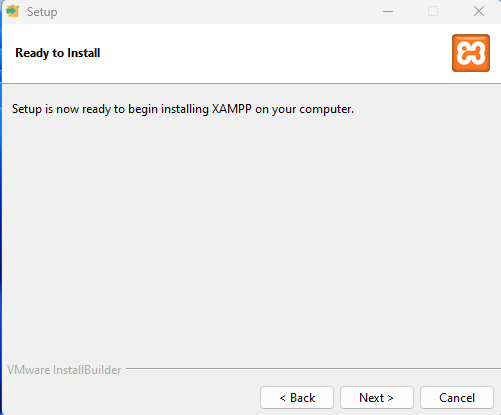 Setup
Ready to Install
Setup is now ready to begin installing XAMPP on your computer.
VMware InstallBuilder
< Back
Next >
Cancel